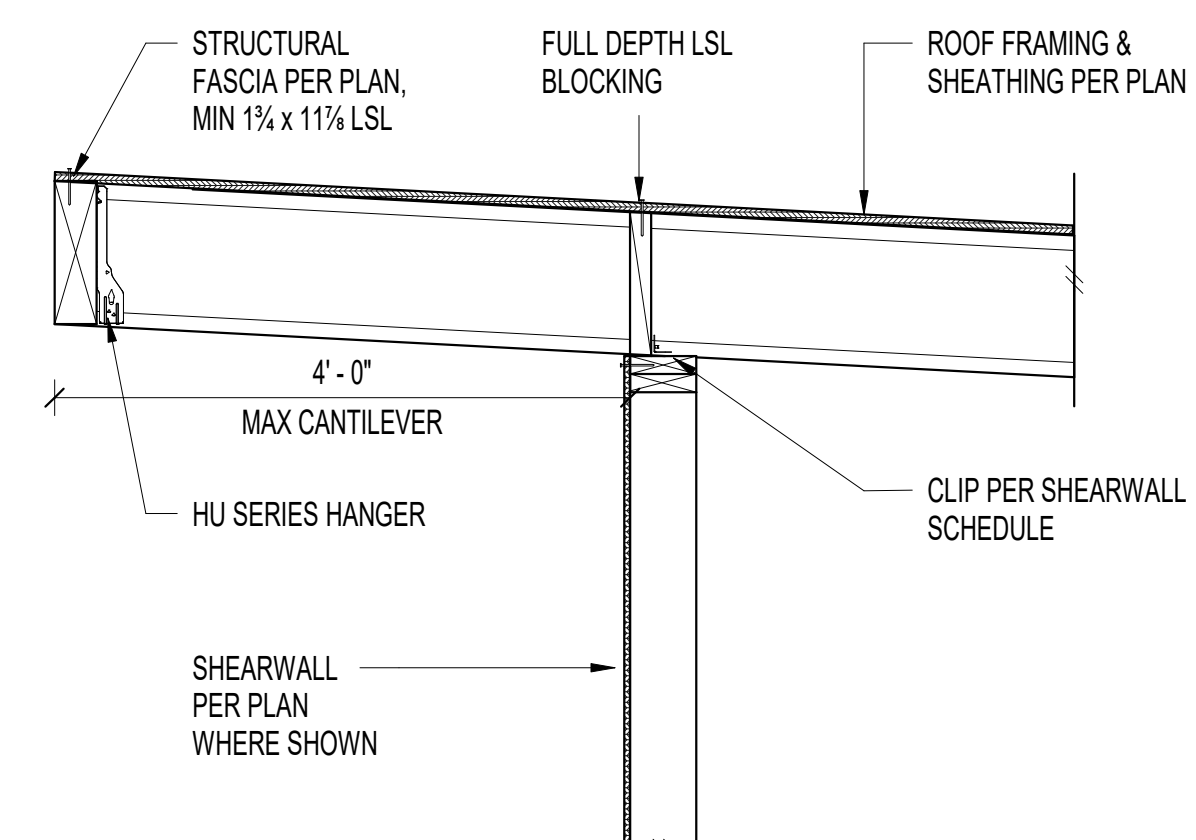 STRUCTURAL
FASCIA PER PLAN,
MIN 1¾ x 11⅞ LSL
FULL DEPTH LSL
BLOCKING
ROOF FRAMING &
SHEATHING PER PLAN
4' - 0"
MAX CANTILEVER
HU SERIES HANGER
CLIP PER SHEARWALL
SCHEDULE
SHEARWALL
PER PLAN
WHERE SHOWN